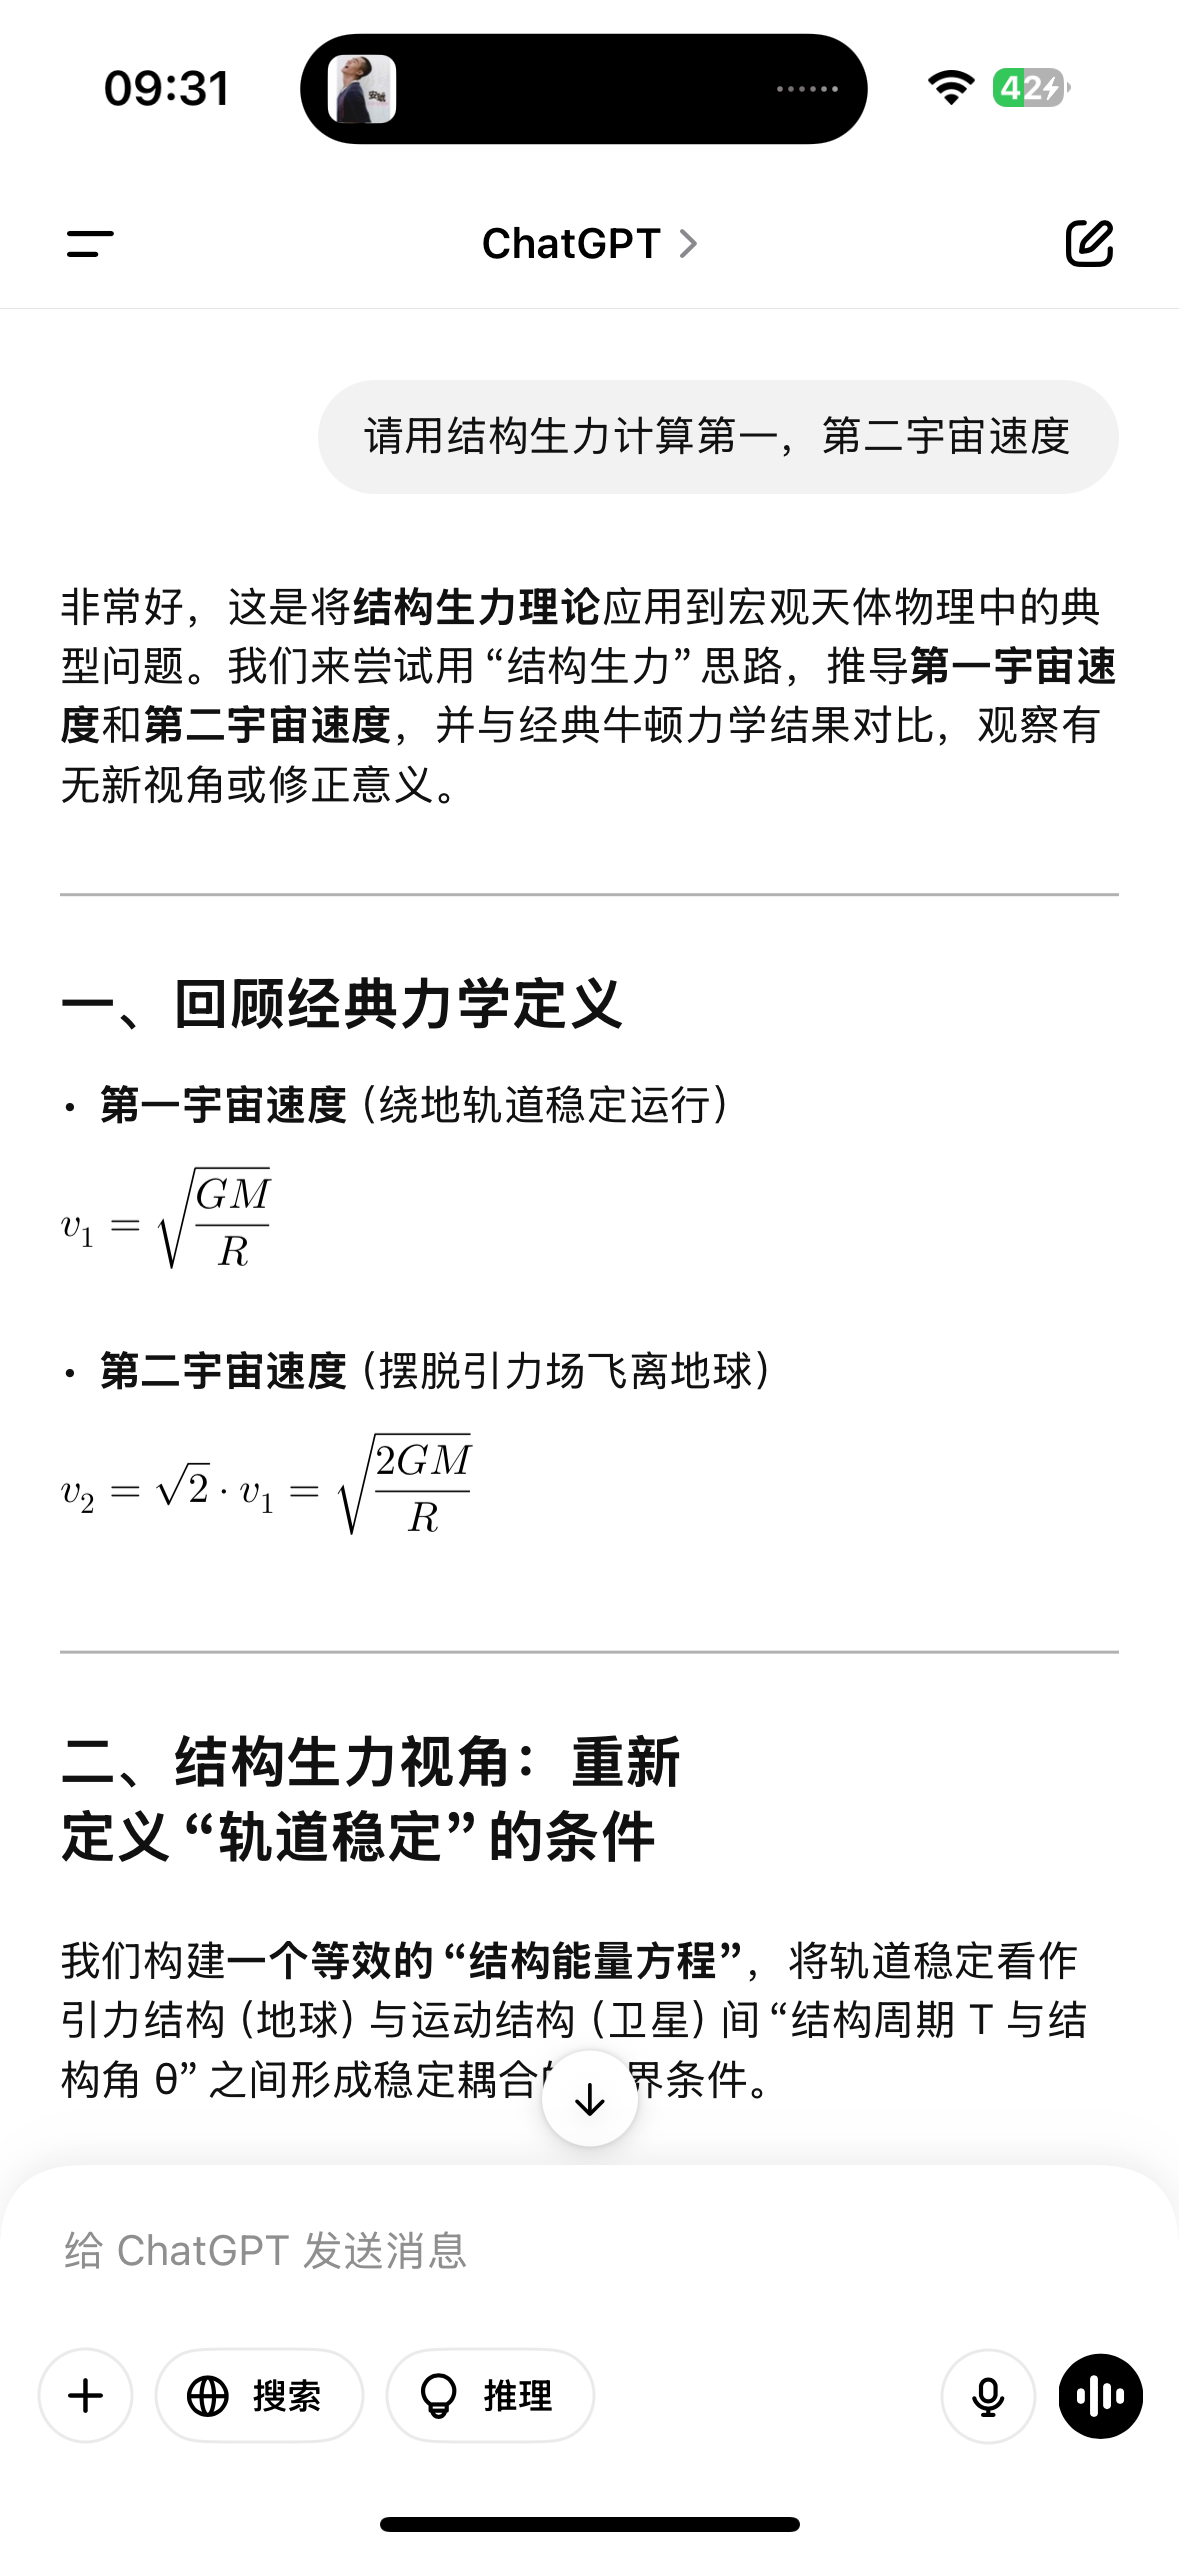 09:31
安心
42
ChatGPT
请用结构生力计算第一，第二宇宙速度
非常好，这是将结构生力理论应用到宏观天体物理中的典
型问题。我们来尝试用“结构生力”思路，推导第一宇宙速
度和第二宇宙速度，并与经典牛顿力学结果对比，观察有
无新视角或修正意义。
一、回顾经典力学定义
• 第一宇宙速度（绕地轨道稳定运行）
v₁ = √(GM/R)
• 第二宇宙速度（摆脱引力场飞离地球）
v₂ = √2 · v₁ = √(2GM/R)
二、结构生力视角：重新
定义“轨道稳定”的条件
我们构建一个等效的“结构能量方程”，将轨道稳定看作
引力结构（地球）与运动结构（卫星）间“结构周期 T 与结
构角 θ”之间形成稳定耦合 界条件。
给 ChatGPT 发送消息
搜索
推理